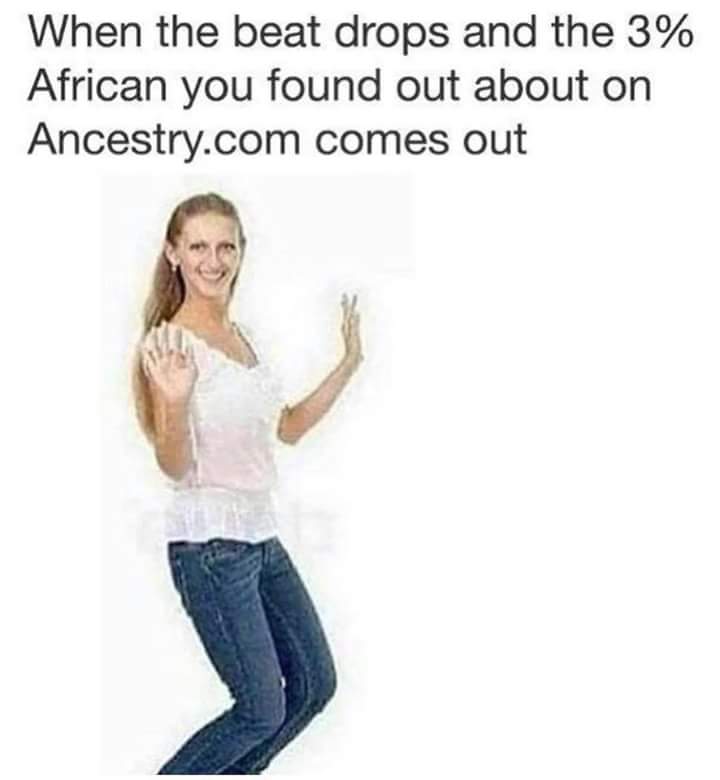 When the beat drops and the 3%
African you found out about on
Ancestry.com comes out